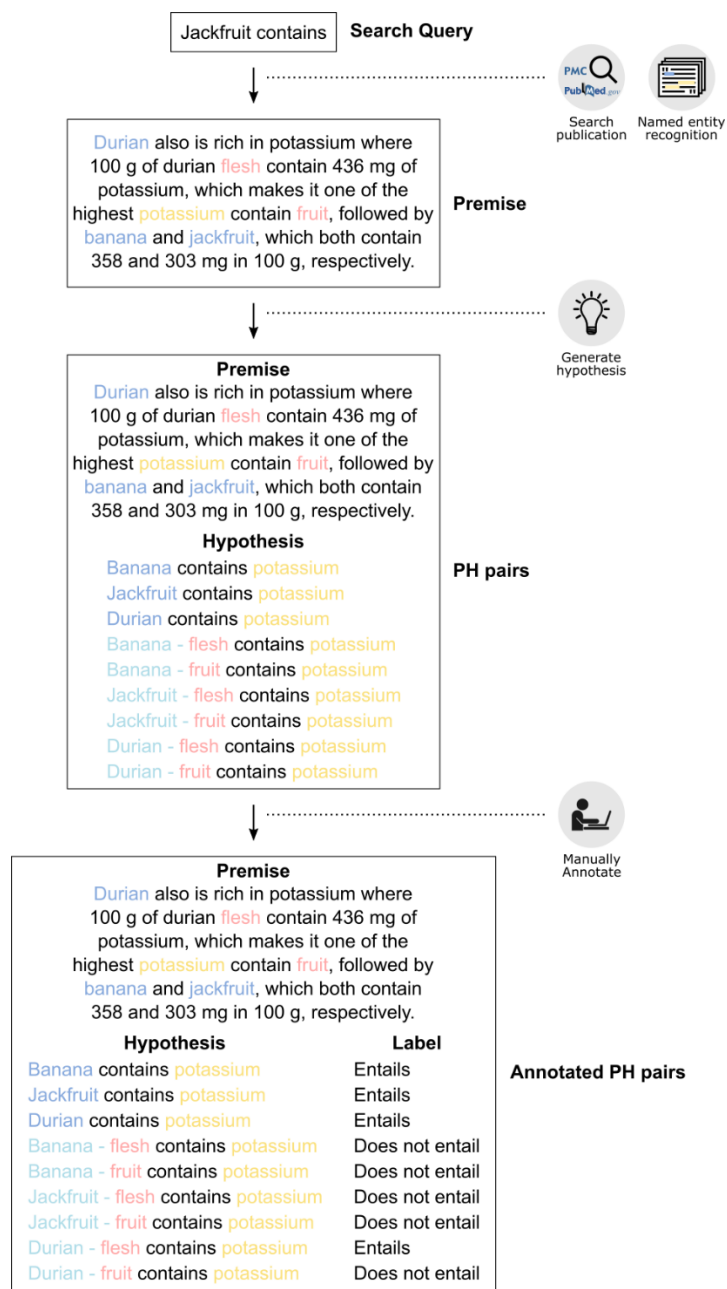 Jackfruit contains
Search Query
PMC
PubMed.gov
Search
publication
Named entity
recognition
Durian also is rich in potassium where
100 g of durian flesh contain 436 mg of
potassium, which makes it one of the
highest potassium contain fruit, followed by
banana and jackfruit, which both contain
358 and 303 mg in 100 g, respectively.
Premise
Generate
hypothesis
Premise
Durian also is rich in potassium where
100 g of durian flesh contain 436 mg of
potassium, which makes it one of the
highest potassium contain fruit, followed by
banana and jackfruit, which both contain
358 and 303 mg in 100 g, respectively.
Hypothesis
Banana contains potassium
Jackfruit contains potassium
Durian contains potassium
Banana - flesh contains potassium
Banana - fruit contains potassium
Jackfruit - flesh contains potassium
Jackfruit - fruit contains potassium
Durian - flesh contains potassium
Durian - fruit contains potassium
PH pairs
Manually
Annotate
Premise
Durian also is rich in potassium where
100 g of durian flesh contain 436 mg of
potassium, which makes it one of the
highest potassium contain fruit, followed by
banana and jackfruit, which both contain
358 and 303 mg in 100 g, respectively.
Hypothesis Label
Banana contains potassium Entails
Jackfruit contains potassium Entails
Durian contains potassium Entails
Banana - flesh contains potassium Does not entail
Banana - fruit contains potassium Does not entail
Jackfruit - flesh contains potassium Does not entail
Jackfruit - fruit contains potassium Does not entail
Durian - flesh contains potassium Entails
Durian - fruit contains potassium Does not entail
Annotated PH pairs